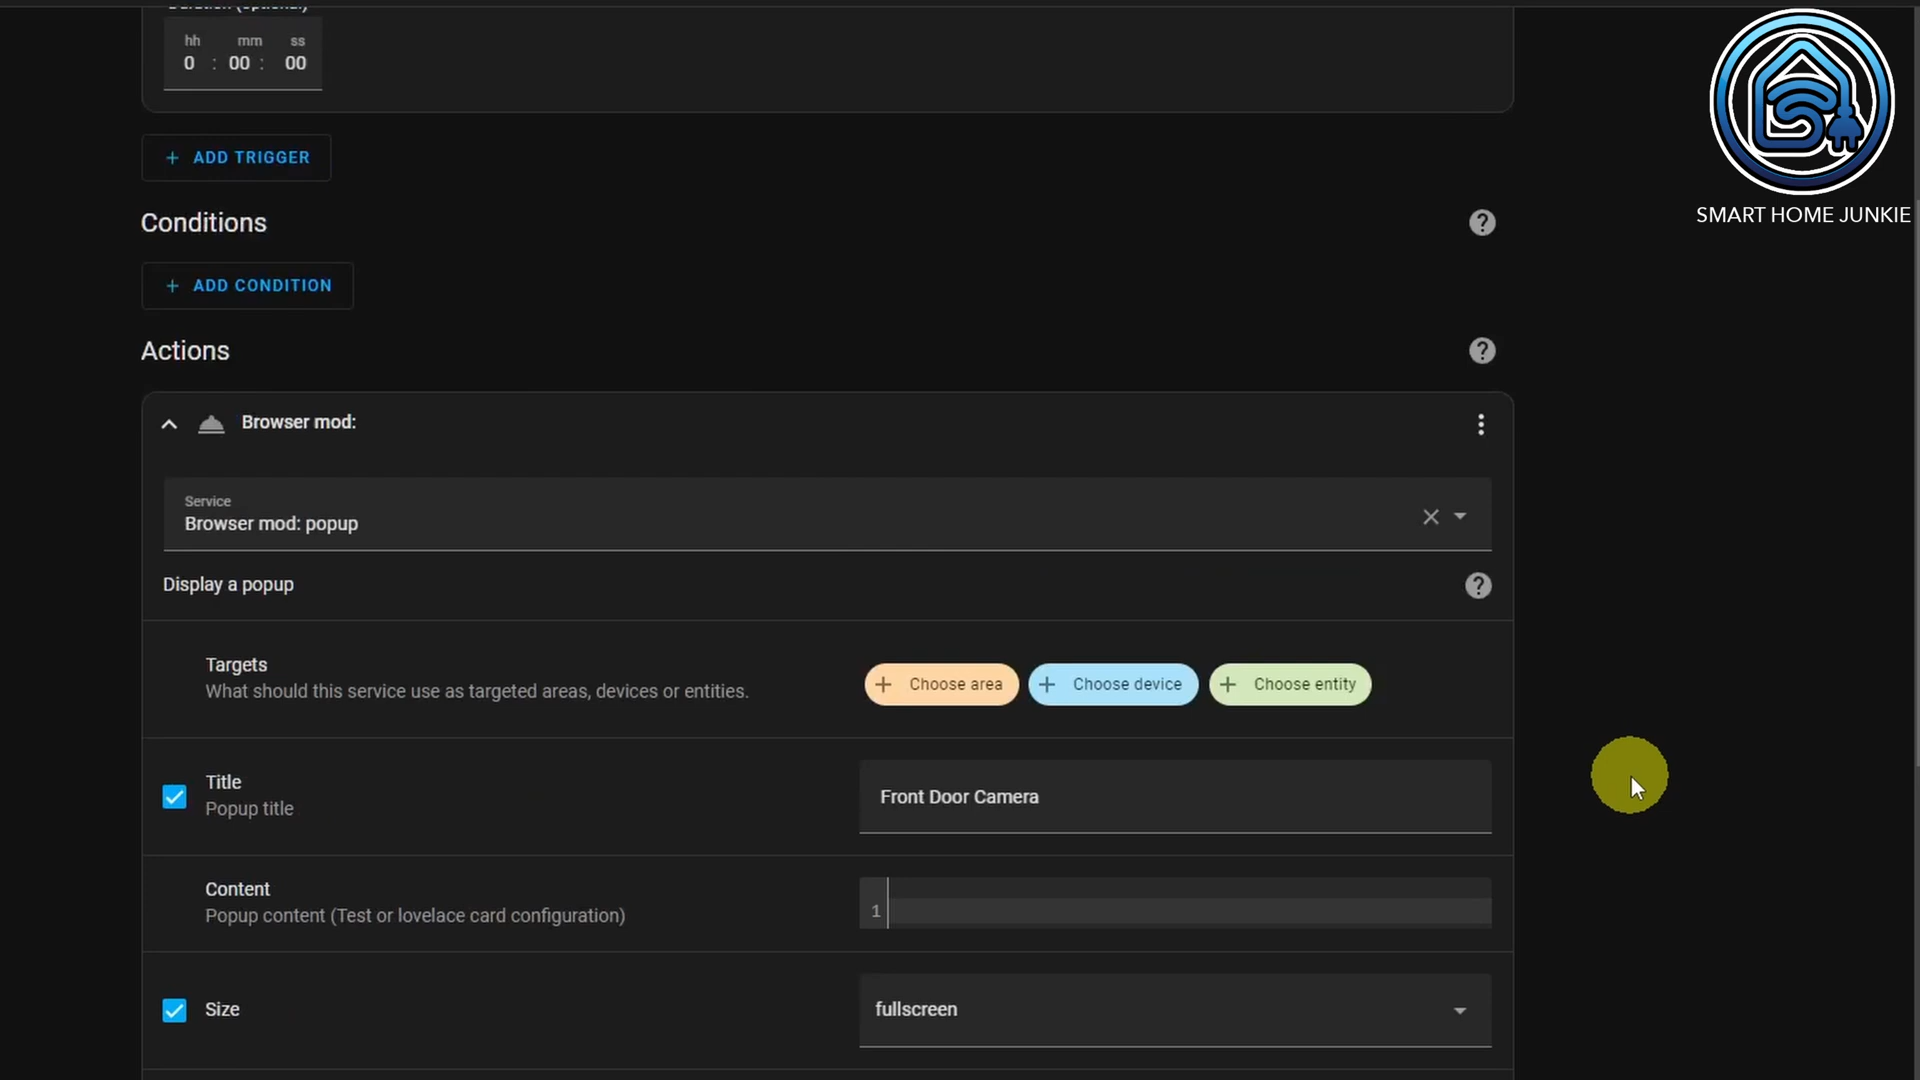 Duration (optional)
hh mm ss
0 : 00 : 00
+ ADD TRIGGER
Conditions
+ ADD CONDITION
Actions
Browser mod:
Service
Browser mod: popup
Display a popup
Targets
What should this service use as targeted areas, devices or entities.
+ Choose area
+ Choose device
+ Choose entity
Title
Popup title
Front Door Camera
Content
Popup content (Test or lovelace card configuration)
1
Size
fullscreen
SMART HOME JUNKIE